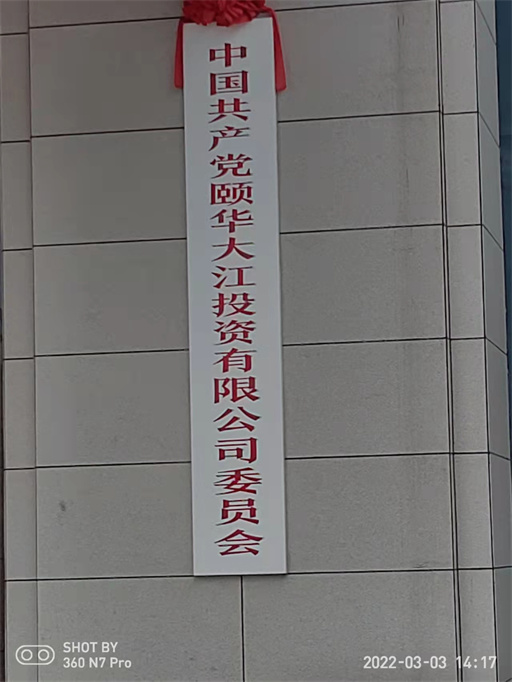 中国共产党颐华大江投资有限公司委员会
SHOT BY
360 N7 Pro
2022-03-03 14:17